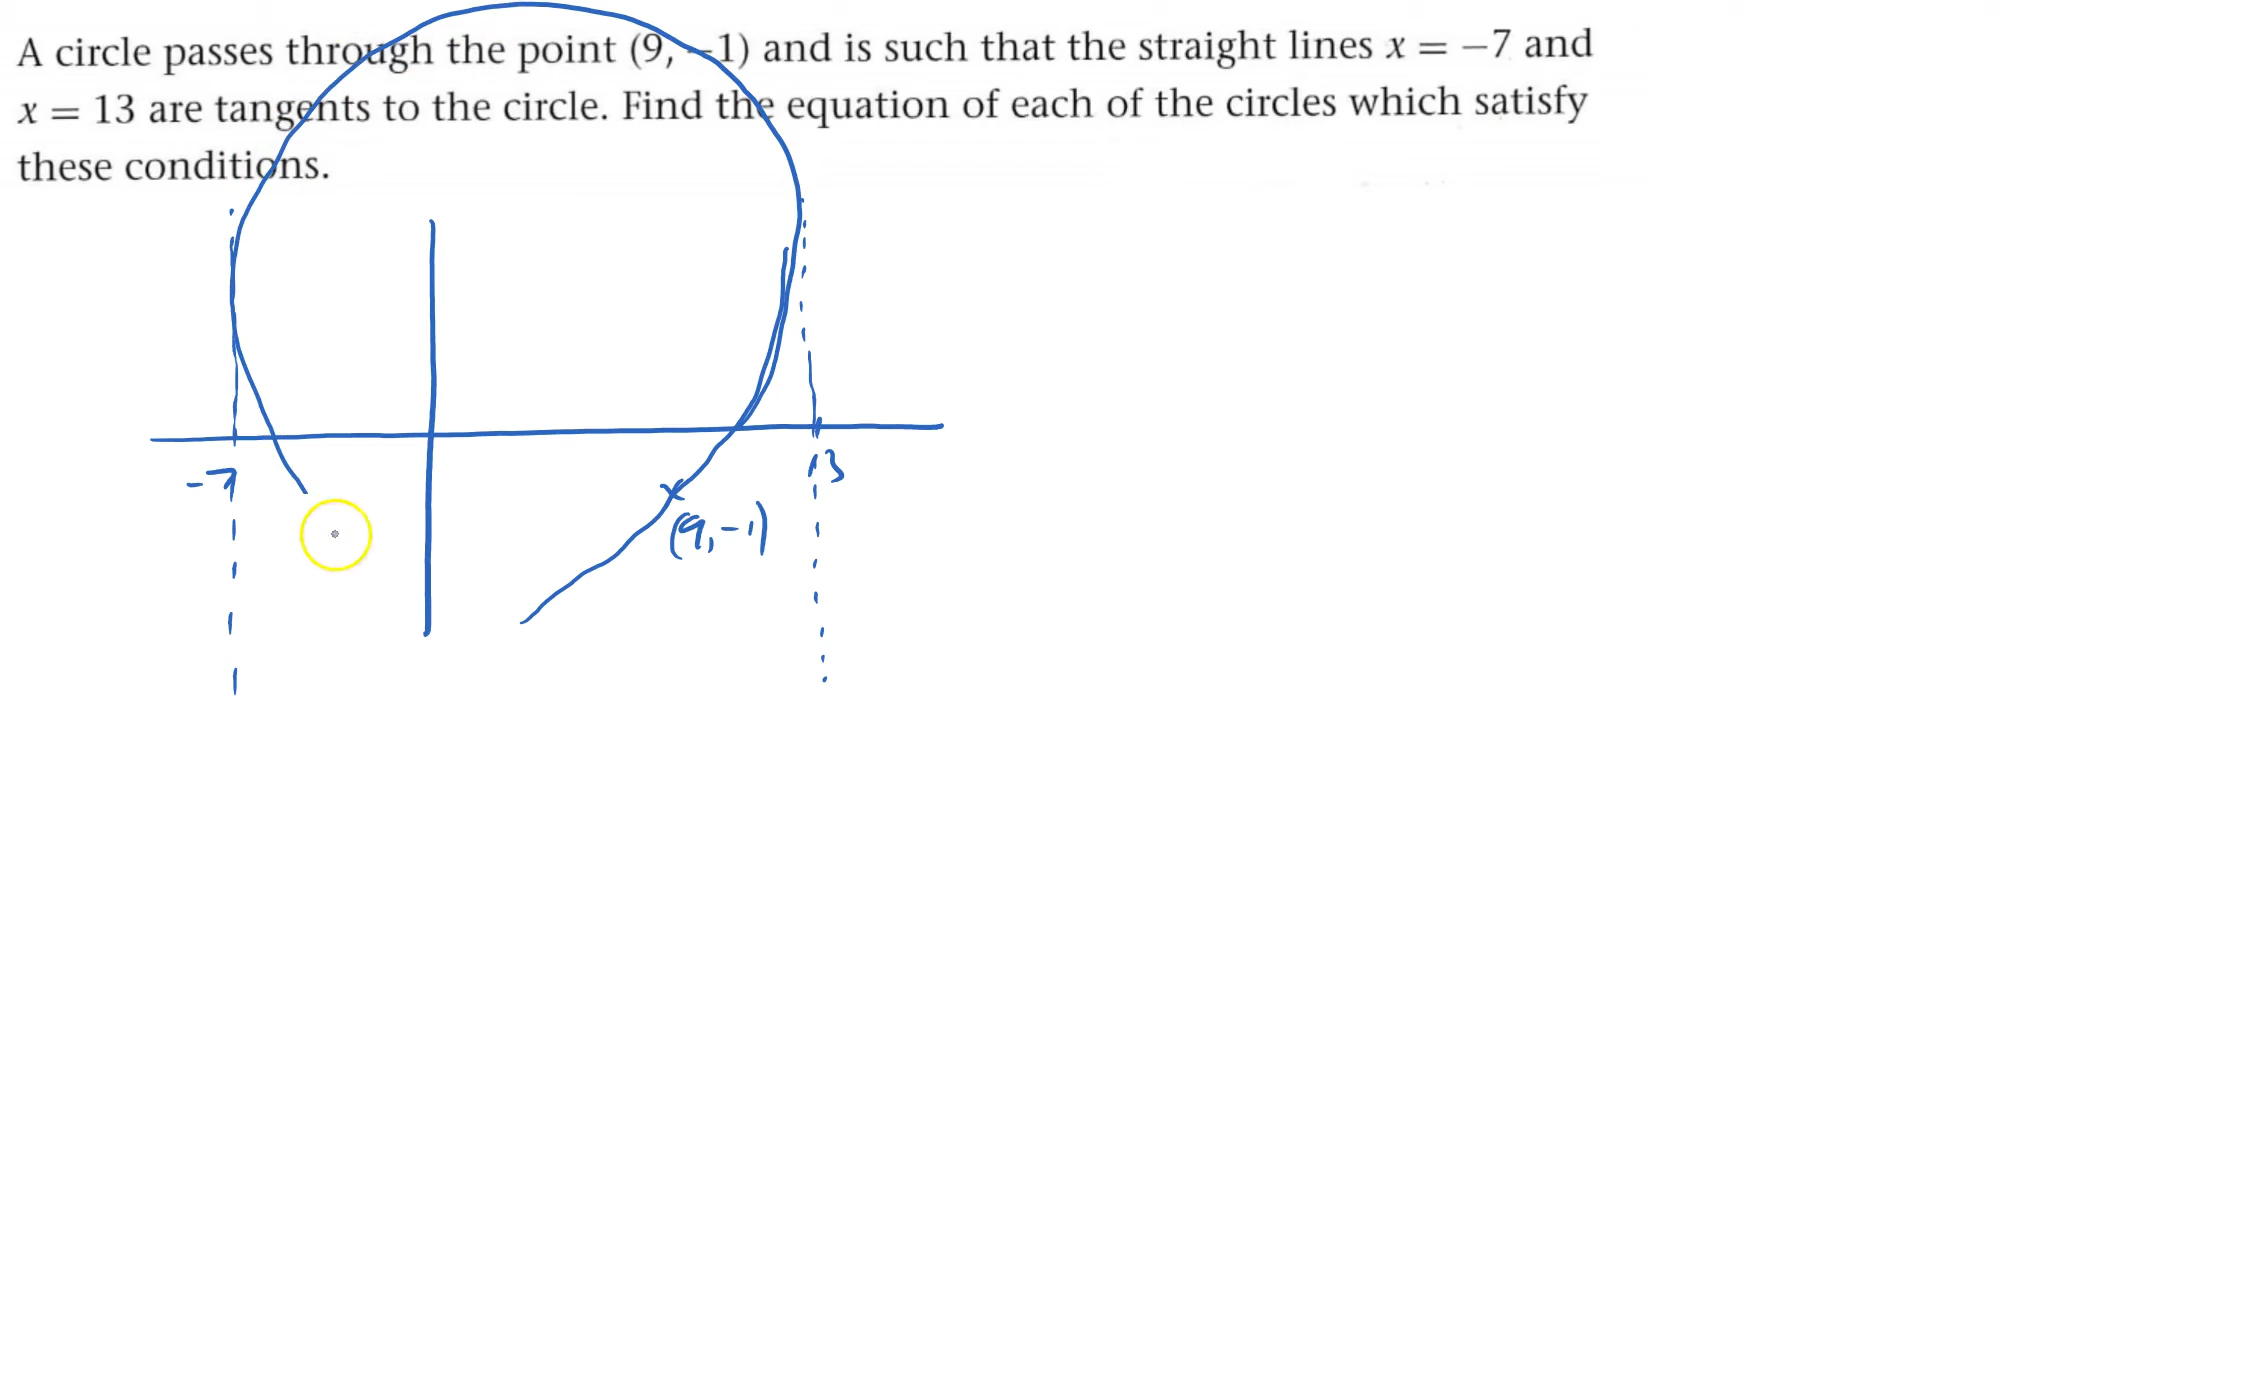 A circle passes through the point (9, −1) and is such that the straight lines x = −7 and
x = 13 are tangents to the circle. Find the equation of each of the circles which satisfy
these conditions.
-7
13
(9,-1)